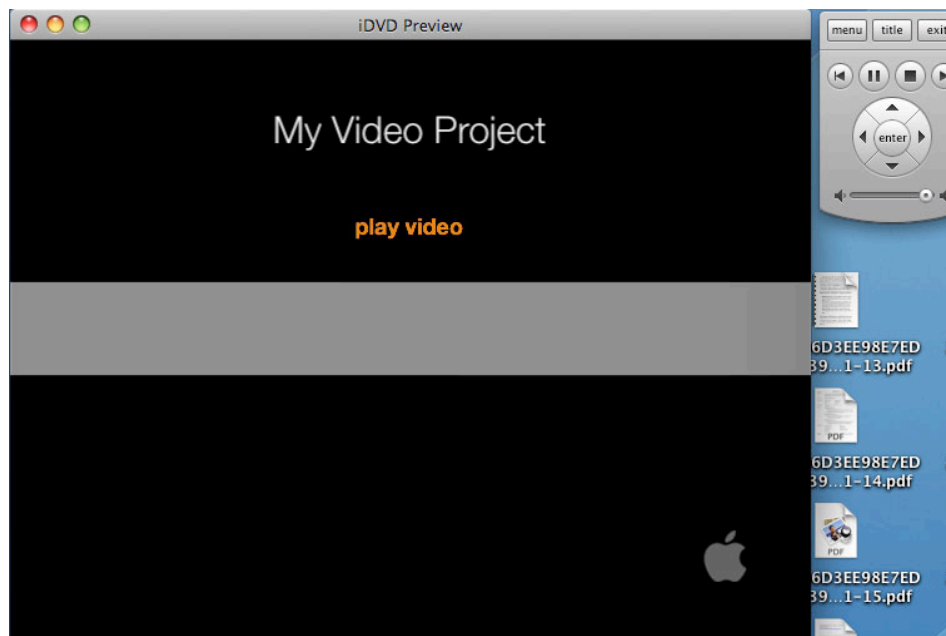 iDVD Preview
menu title exit
My Video Project
enter
play video
6D3EE98E7ED
39...1-13.pdf
PDF
6D3EE98E7ED
39...1-14.pdf
PDF
6D3EE98E7ED
39...1-15.pdf